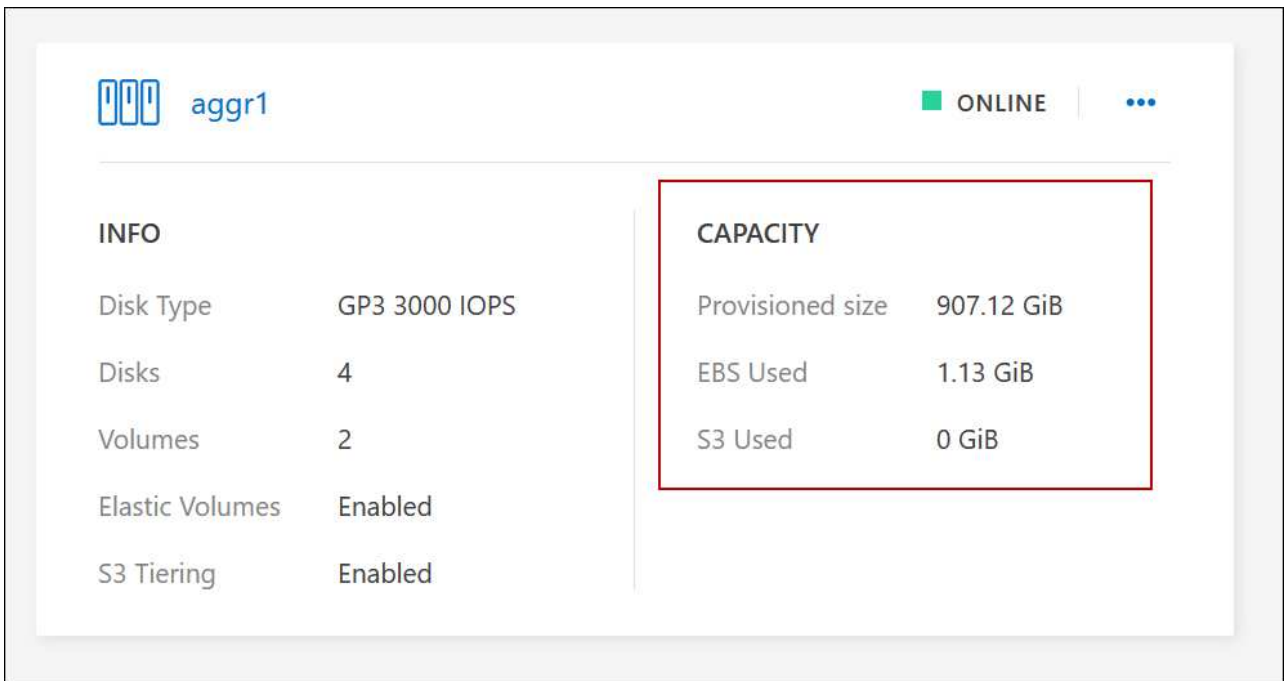 aggr1
ONLINE
INFO
Disk Type GP3 3000 IOPS
Disks 4
Volumes 2
Elastic Volumes Enabled
S3 Tiering Enabled
CAPACITY
Provisioned size 907.12 GiB
EBS Used 1.13 GiB
S3 Used 0 GiB